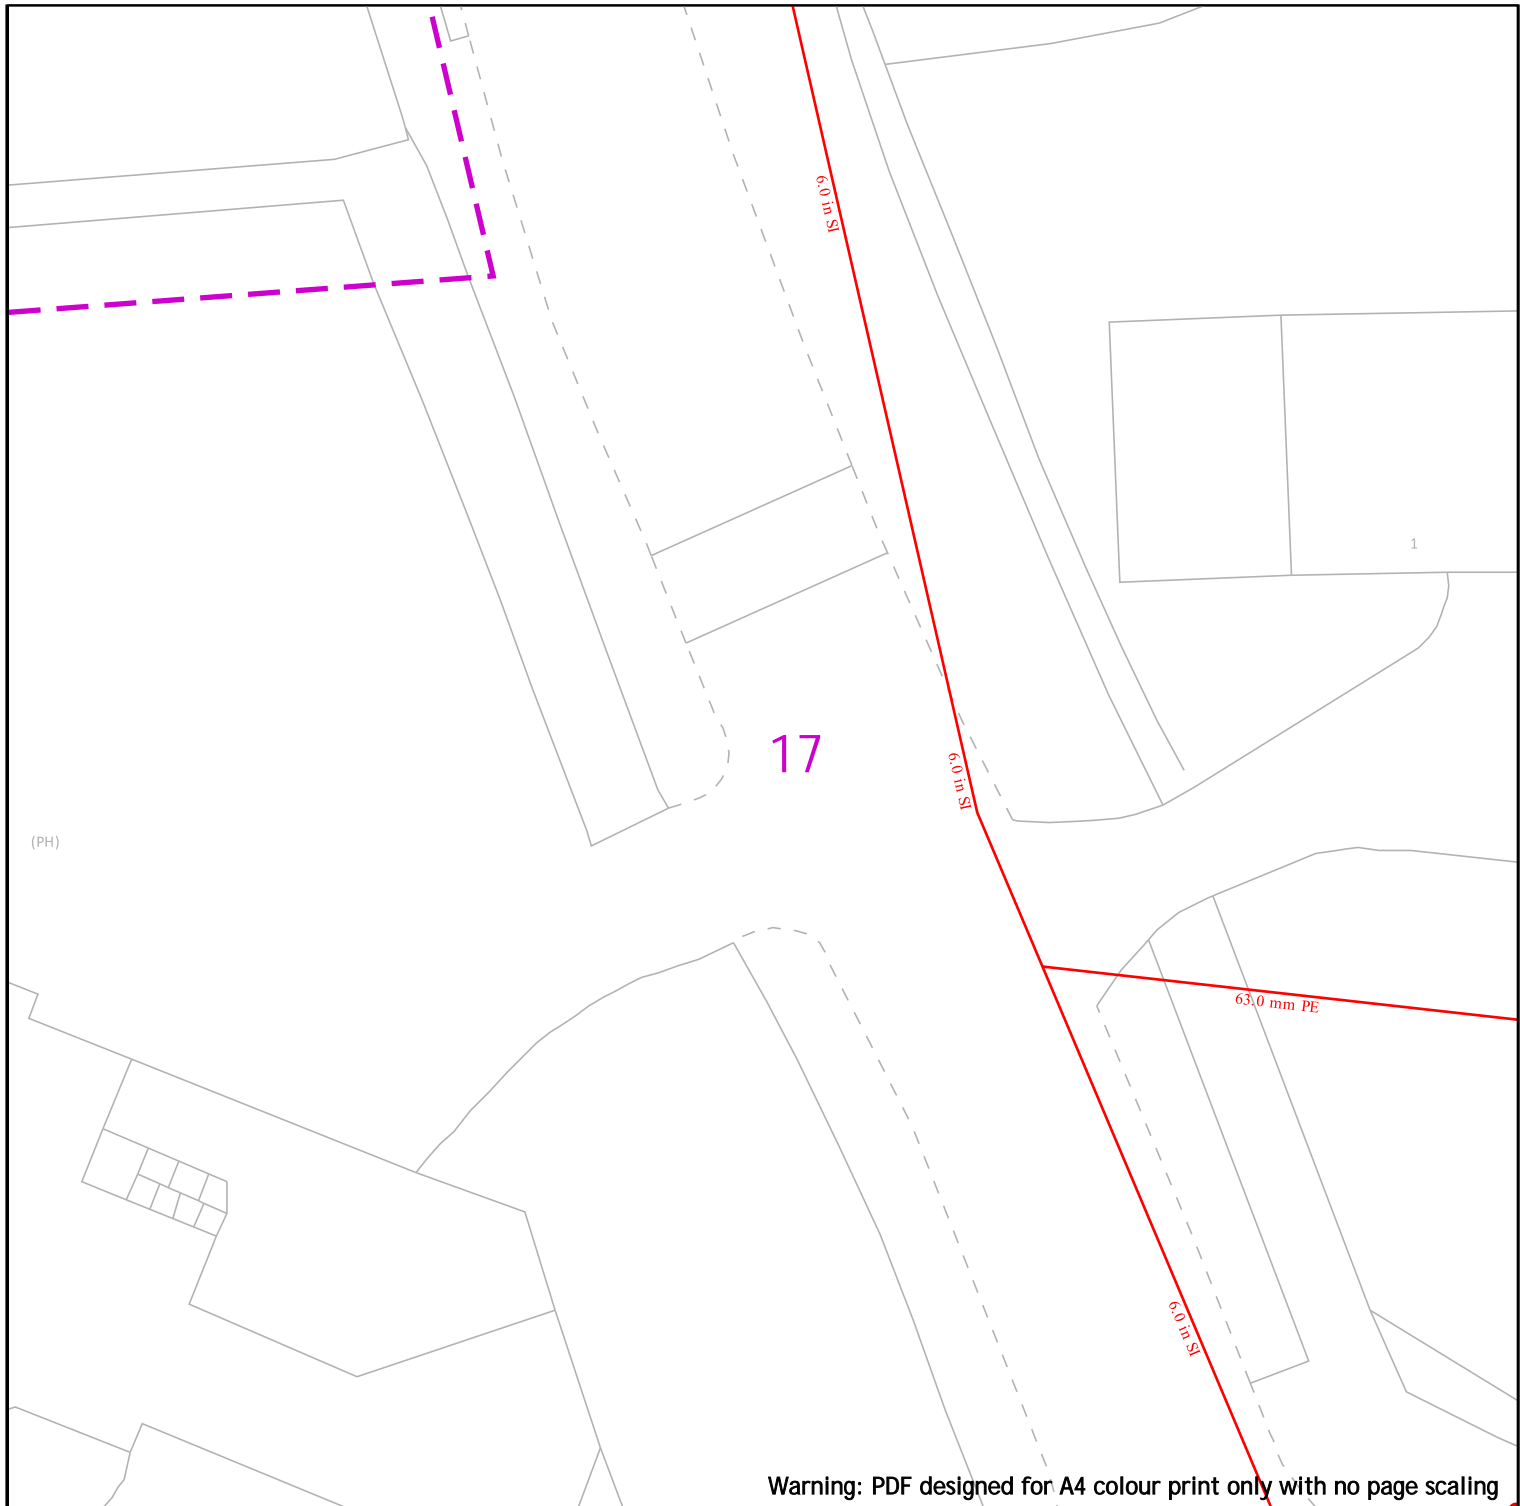 6.0 in SI
1
17
6.0 in SI
(PH)
63.0 mm PE
6.0 in SI
Warning: PDF designed for A4 colour print only with no page scaling